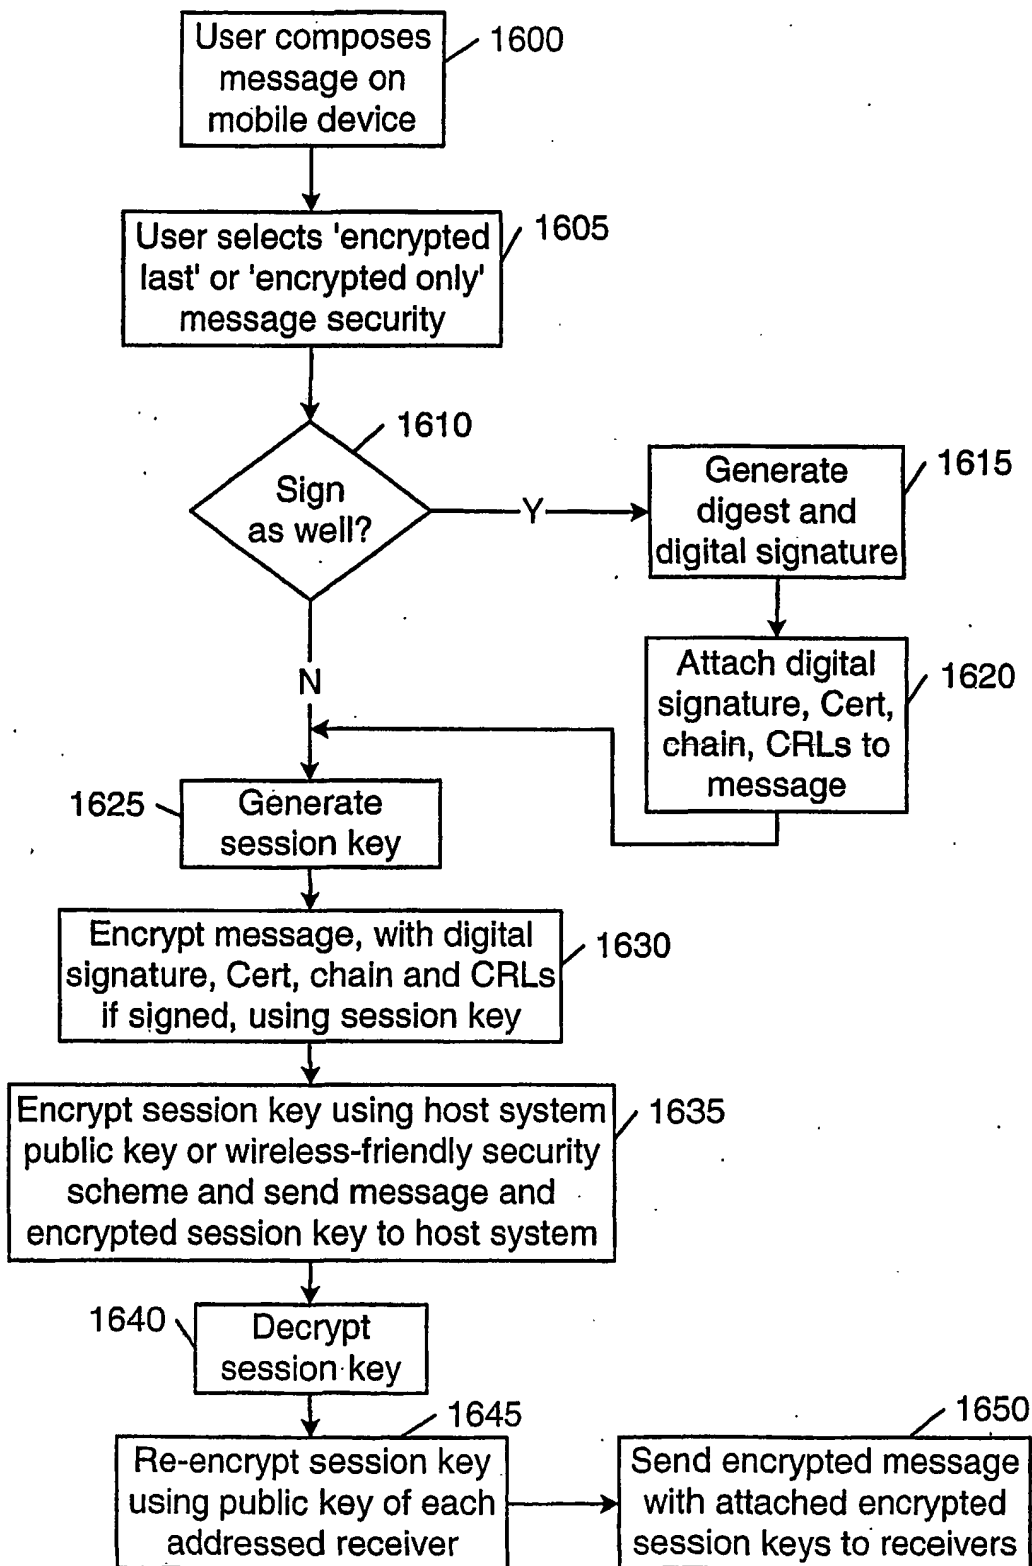 User composes
message on
mobile device
1600
User selects 'encrypted
last' or 'encrypted only'
message security
1605
Sign
as well?
1610
Y
N
Generate
digest and
digital signature
1615
Attach digital
signature, Cert,
chain, CRLs to
message
1620
1625
Generate
session key
Encrypt message, with digital
signature, Cert, chain and CRLs
if signed, using session key
1630
Encrypt session key using host system
public key or wireless-friendly security
scheme and send message and
encrypted session key to host system
1635
1640
Decrypt
session key
1645
Re-encrypt session key
using public key of each
addressed receiver
1650
Send encrypted message
with attached encrypted
session keys to receivers